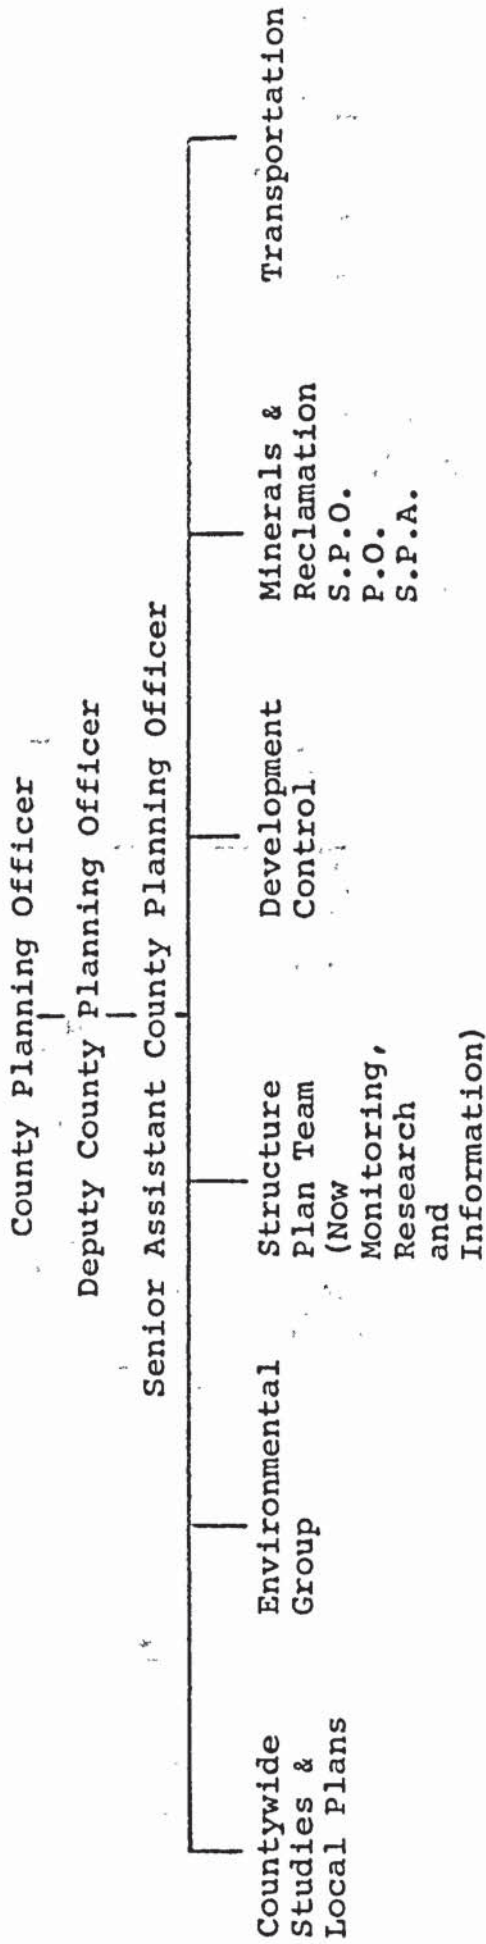 County Planning Officer
Deputy County Planning Officer
Senior Assistant County Planning Officer
Countywide
Studies &
Local Plans
Environmental
Group
Structure
Plan Team
(Now
Monitoring,
Research
and
Information)
Development
Control
Minerals &
Reclamation
S.P.O.
P.O.
S.P.A.
Transportation